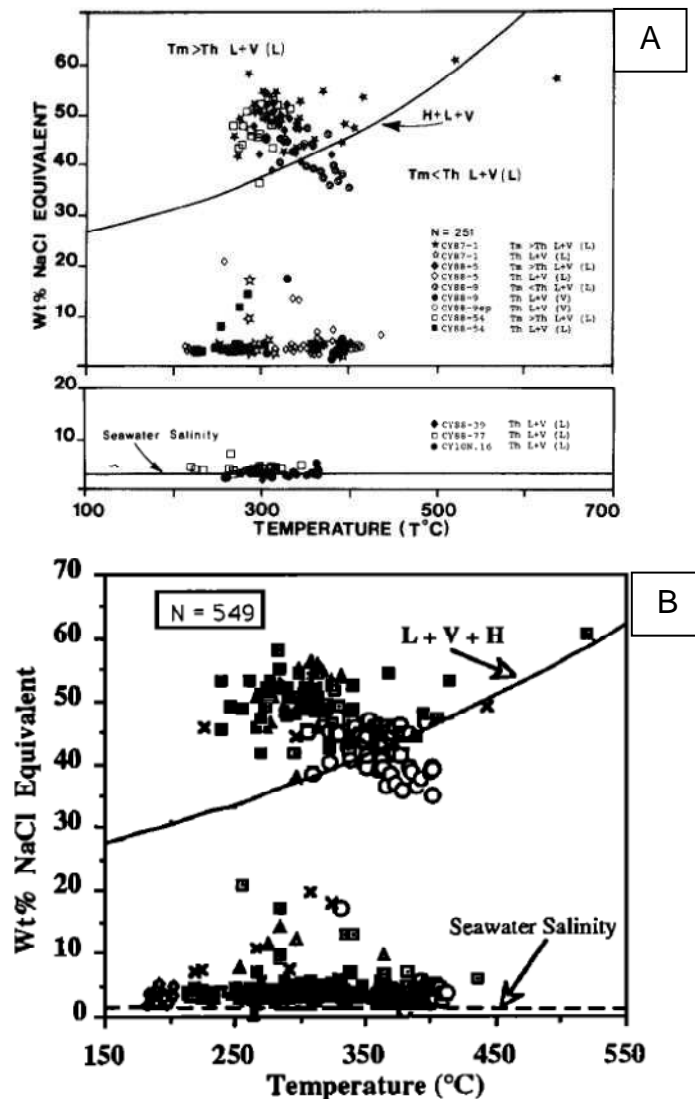 A
Tm>Th L+V (L)
H+L+V
Tm<Th L+V(L)
Wt% NaCl EQUIVALENT
60
50
40
30
20
10
N = 251
CY87-1 Tm >Th L+V (L)
CY87-1 Th L+V (L)
CY88-5 Tm>Th L+V (L)
CY88-5 Th L+V (L)
CY88-9 Tm <Th L+V (L)
CY88-9 Th L+V (V)
CY88-9ep Th L+V (V)
CY88-54 Tm >Th L+V (L)
CY88-54 Th L+V (L)
20
10
Seawater Salinity
CY88-39 Th L+V (L)
CY88-77 Th L+V (L)
CY10N.16 Th L+V (L)
100 300 500 700
TEMPERATURE (T°C)
B
N = 549
L + V + H
Wt% NaCl Equivalent
70
60
50
40
30
20
10
0
Seawater Salinity
150 250 350 450 550
Temperature (°C)